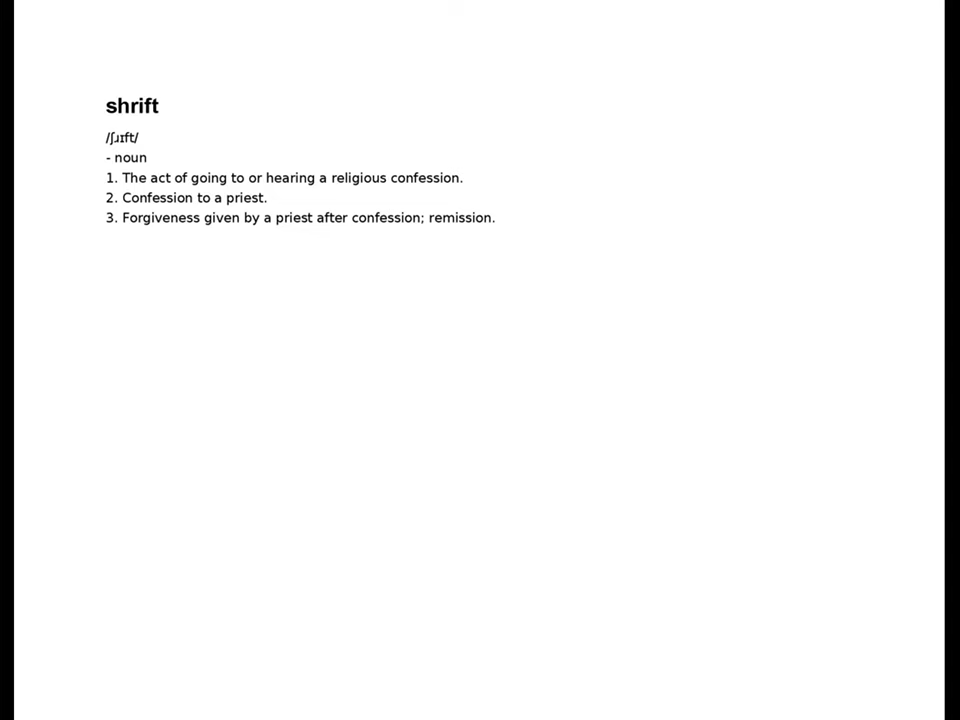 shrift
/ʃɹɪft/
- noun
1. The act of going to or hearing a religious confession.
2. Confession to a priest.
3. Forgiveness given by a priest after confession; remission.